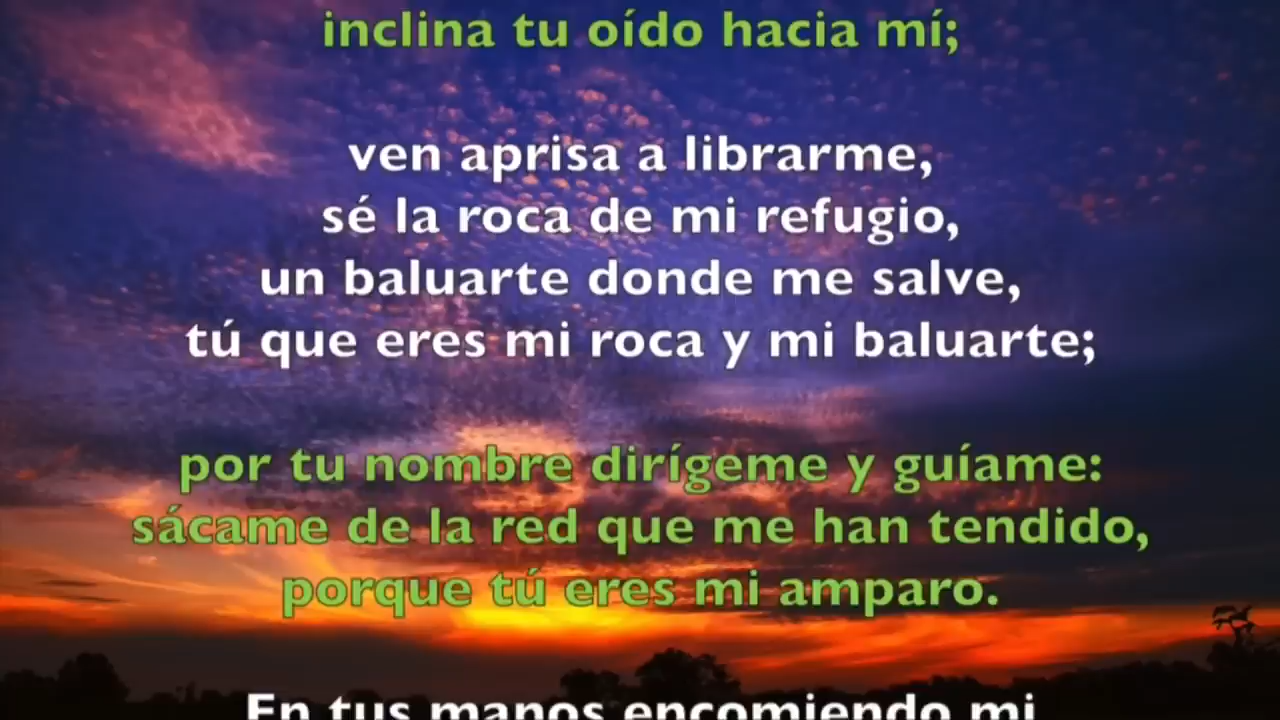 inclina tu oído hacia mí;
ven aprisa a librarme,
sé la roca de mi refugio,
un baluarte donde me salve,
tú que eres mi roca y mi baluarte;
por tu nombre dirígeme y guíame:
sácame de la red que me han tendido,
porque tú eres mi amparo.
En tus manos encomiendo mi